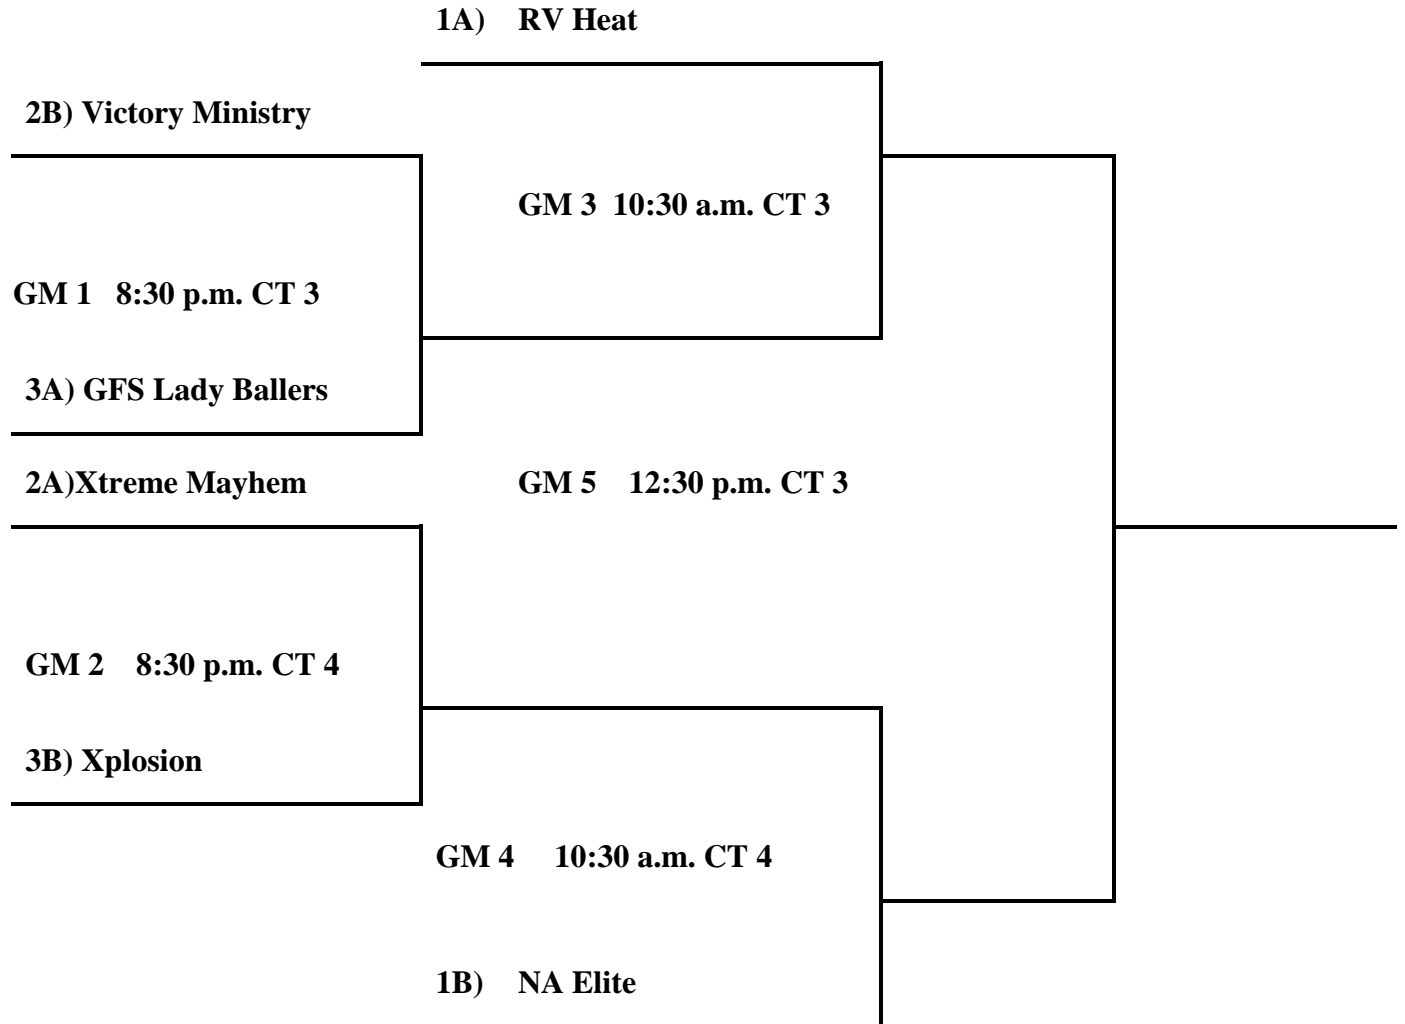 1A) RV Heat
2B) Victory Ministry
GM 3 10:30 a.m. CT 3
GM 1 8:30 p.m. CT 3
3A) GFS Lady Ballers
2A)Xtreme Mayhem
GM 5 12:30 p.m. CT 3
GM 2 8:30 p.m. CT 4
3B) Xplosion
GM 4 10:30 a.m. CT 4
1B) NA Elite